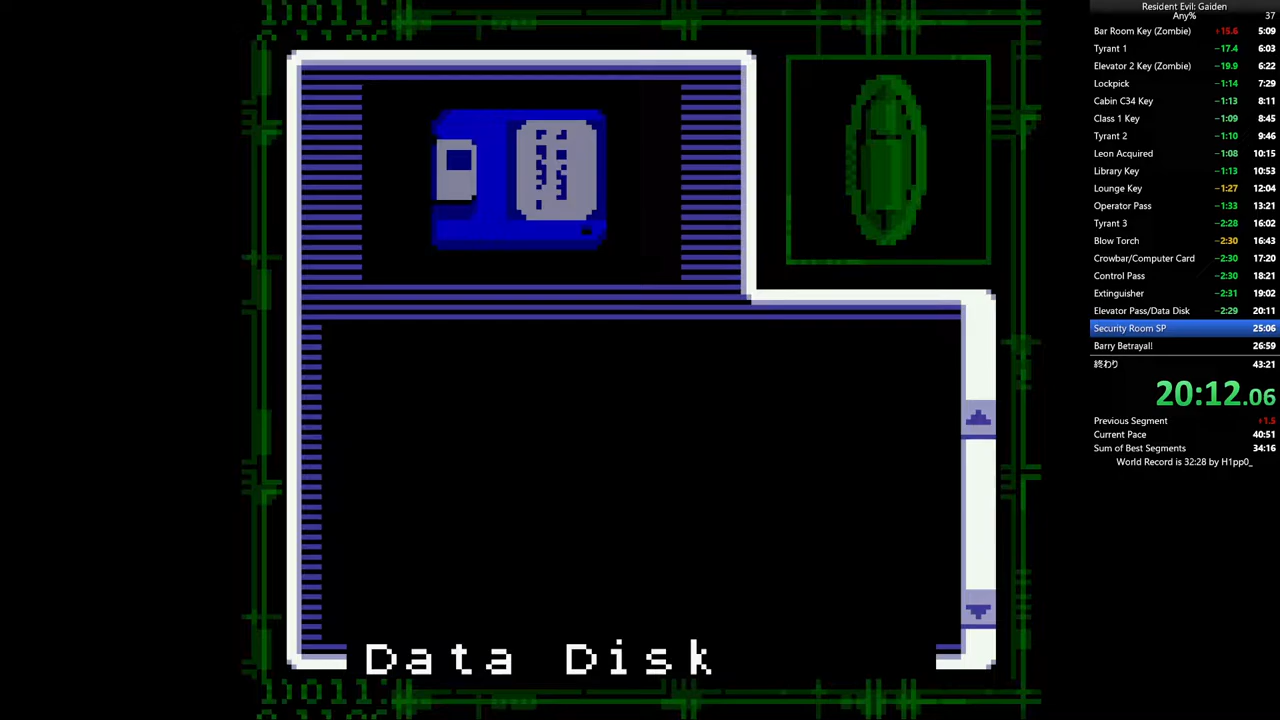 Resident Evil: Gaiden
Any% 37
Bar Room Key (Zombie) +15.6 5:09
Tyrant 1 −17.4 6:03
Elevator 2 Key (Zombie) −19.9 6:22
Lockpick −1:14 7:29
Cabin C34 Key −1:13 8:11
Class 1 Key −1:09 8:45
Tyrant 2 −1:10 9:46
Leon Acquired −1:08 10:15
Library Key −1:13 10:53
Lounge Key −1:27 12:04
Operator Pass −1:33 13:21
Tyrant 3 −2:28 16:02
Blow Torch −2:30 16:43
Crowbar/Computer Card −2:30 17:20
Control Pass −2:30 18:21
Extinguisher −2:31 19:02
Elevator Pass/Data Disk −2:29 20:11
Security Room SP 25:06
Barry Betrayal! 26:59
終わり 43:21
20:12.06
Previous Segment +1.5
Current Pace 40:51
Sum of Best Segments 34:16
World Record is 32:28 by H1pp0_
Data Disk